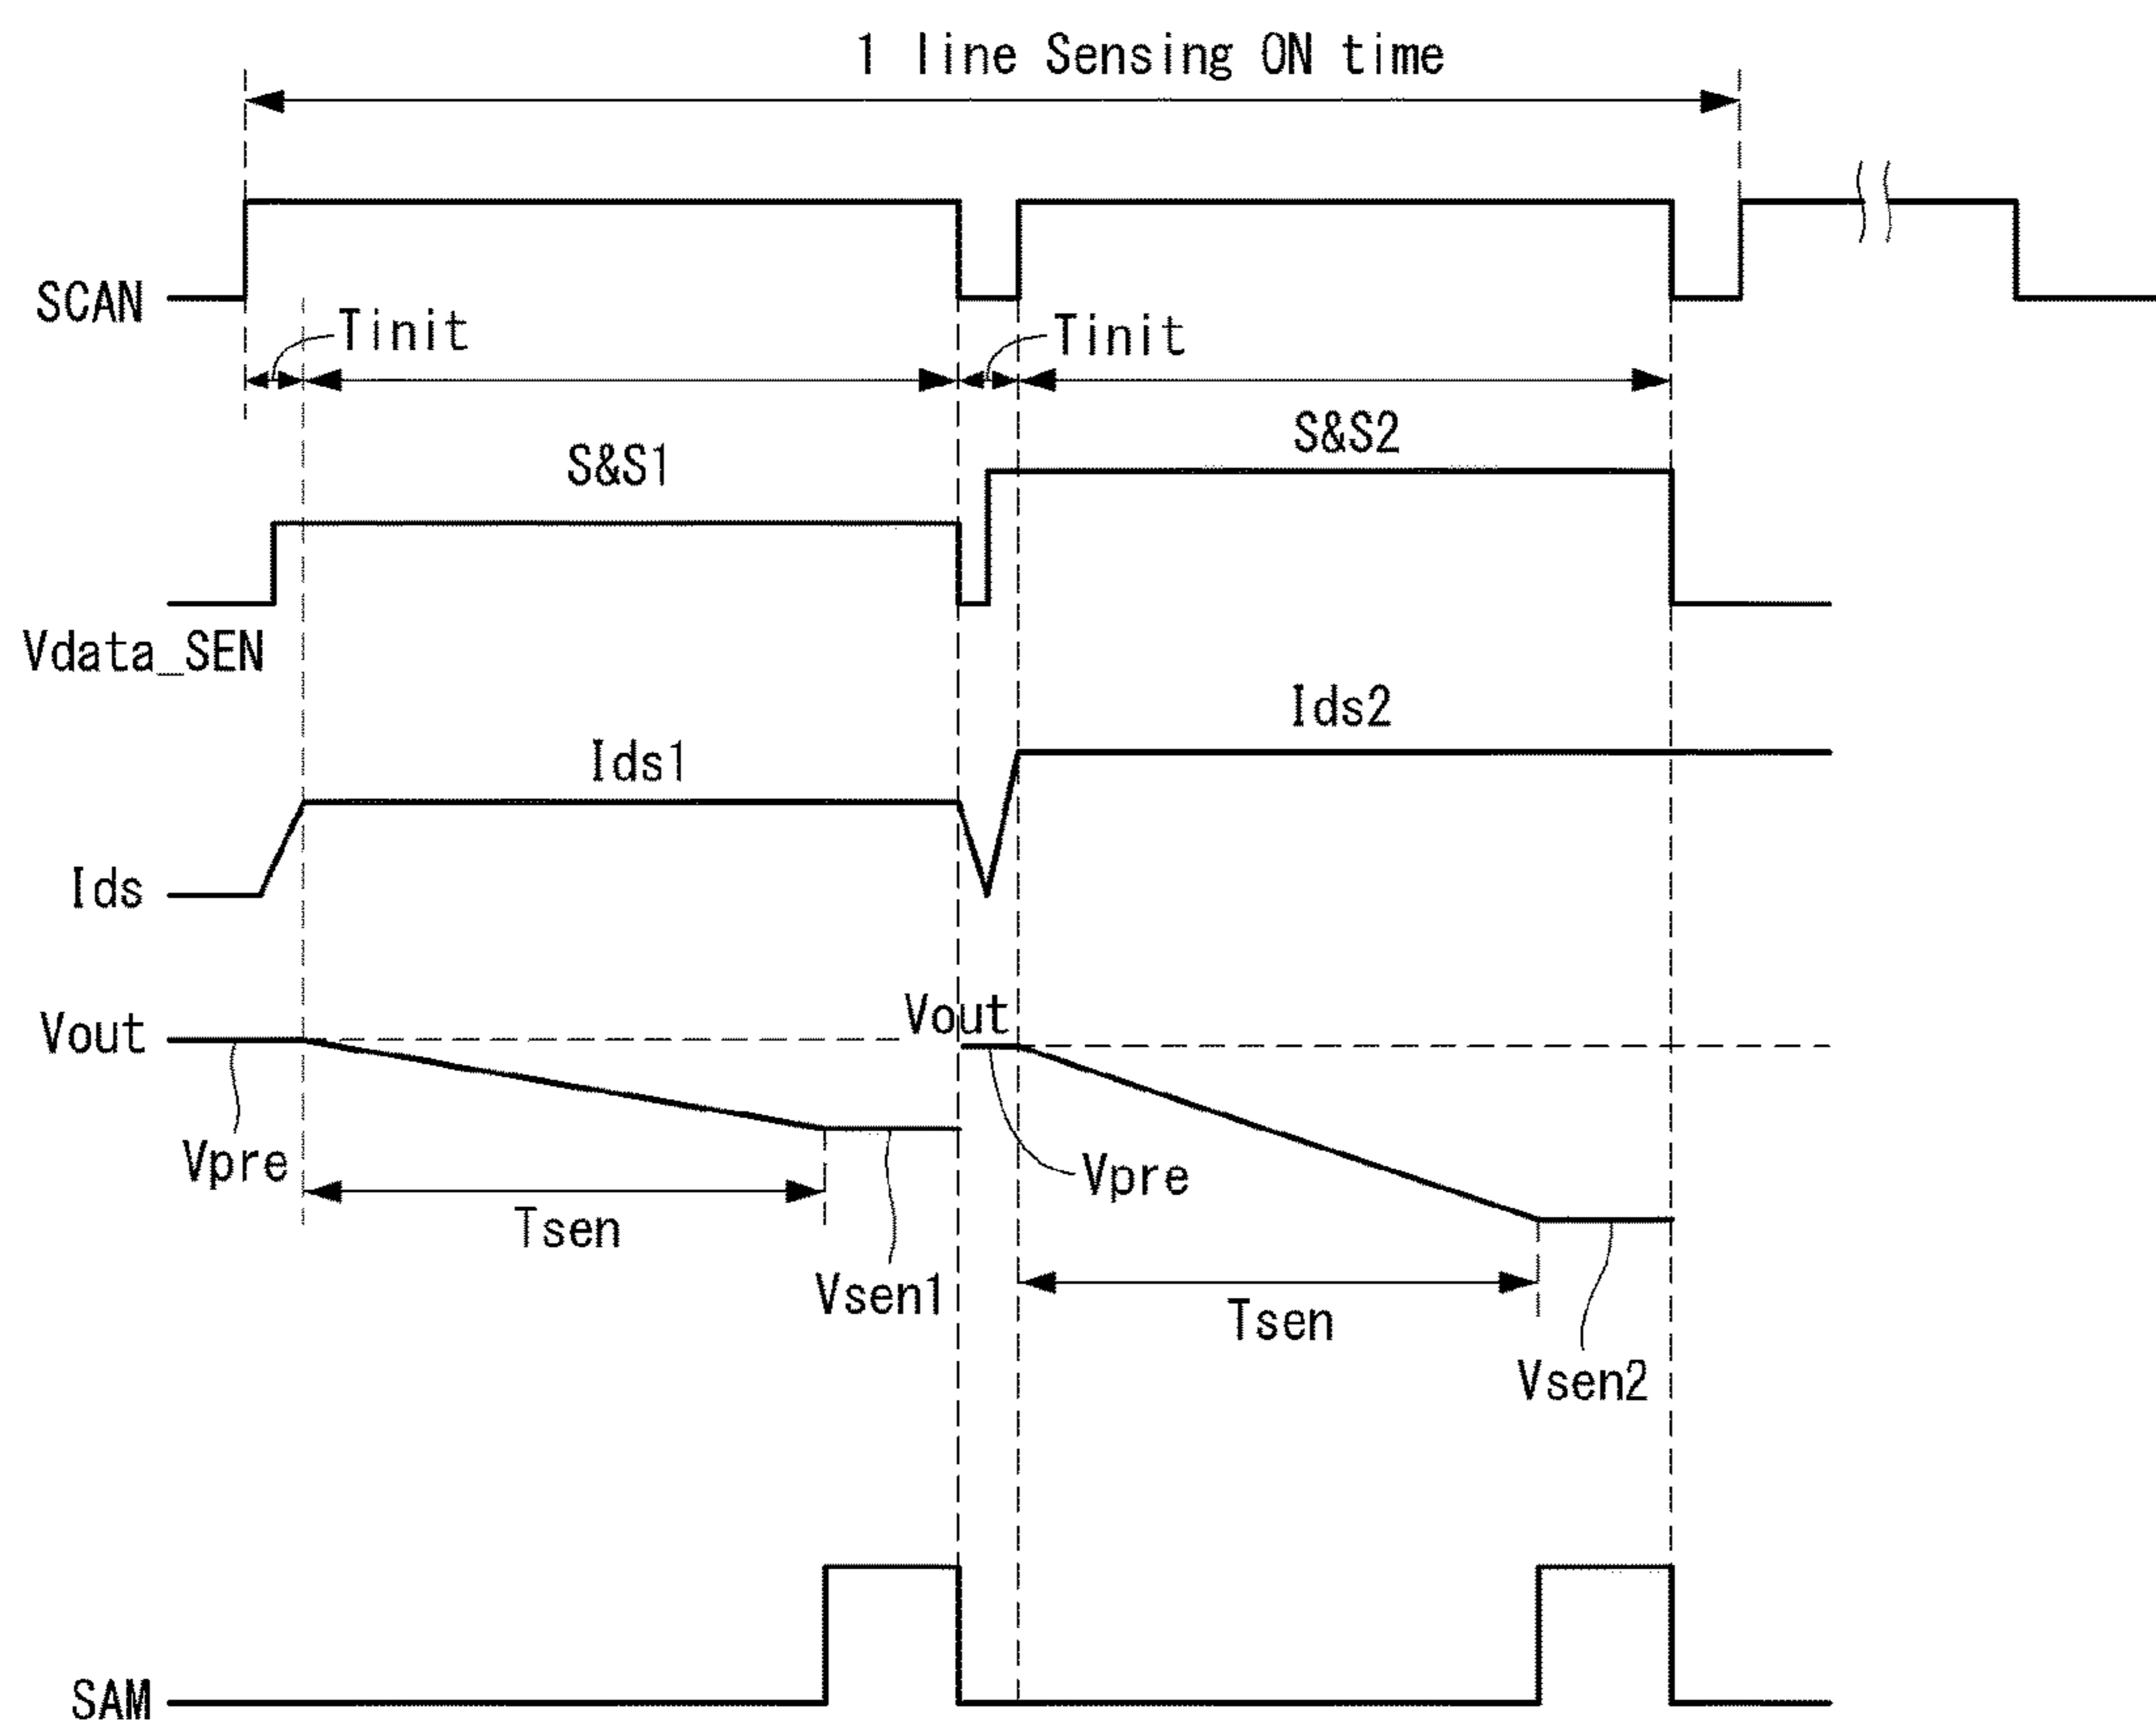 1 line Sensing ON time
SCAN
Tinit
Tinit
S&S1
S&S2
Vdata_SEN
Ids1
Ids2
Ids
Vout
Vout
Vpre
Vpre
Tsen
Tsen
Vsen1
Vsen2
SAM